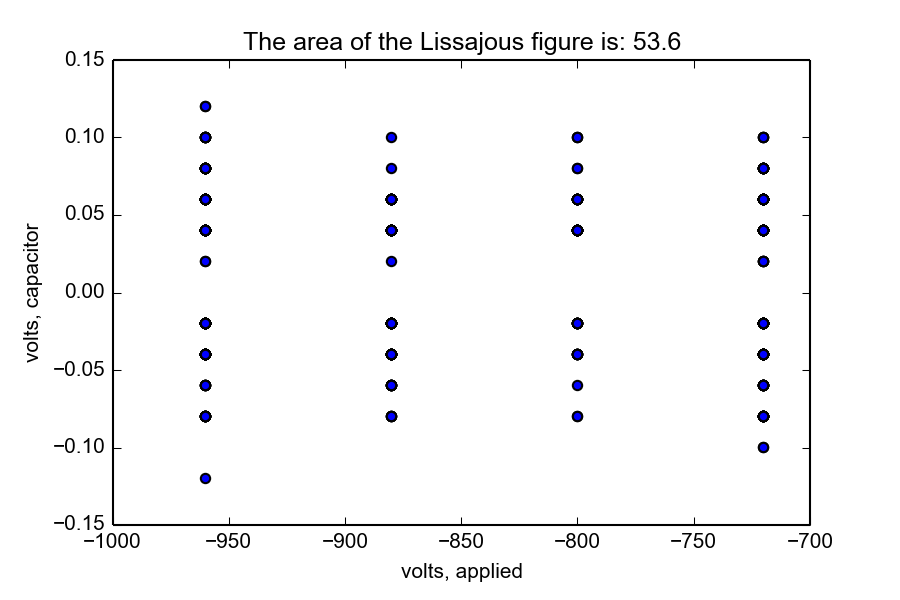 The area of the Lissajous figure is: 53.6
0.15
0.10
0.05
0.00
−0.05
−0.10
−0.15
volts, capacitor
−1000 −950 −900 −850 −800 −750 −700
volts, applied